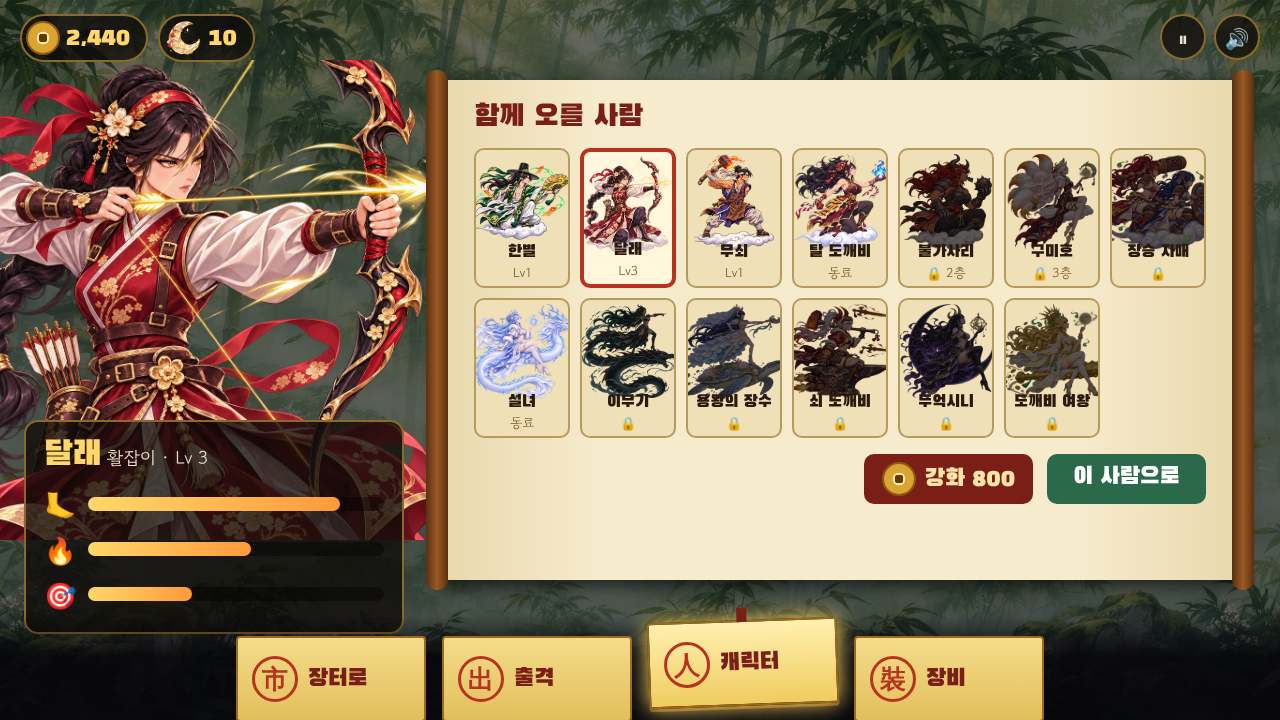 2,440
10
함께 오를 사람
한별
Lv1
달래
Lv3
무쇠
Lv1
탈 도깨비
동료
불가사리
2층
구미호
3층
장승 자매
설녀
동료
이무기
용왕의 장수
쇠 도깨비
두억시니
도깨비 여왕
달래 활잡이 · Lv 3
강화 800
이 사람으로
市 장터로
出 출격
人 캐릭터
裝 장비